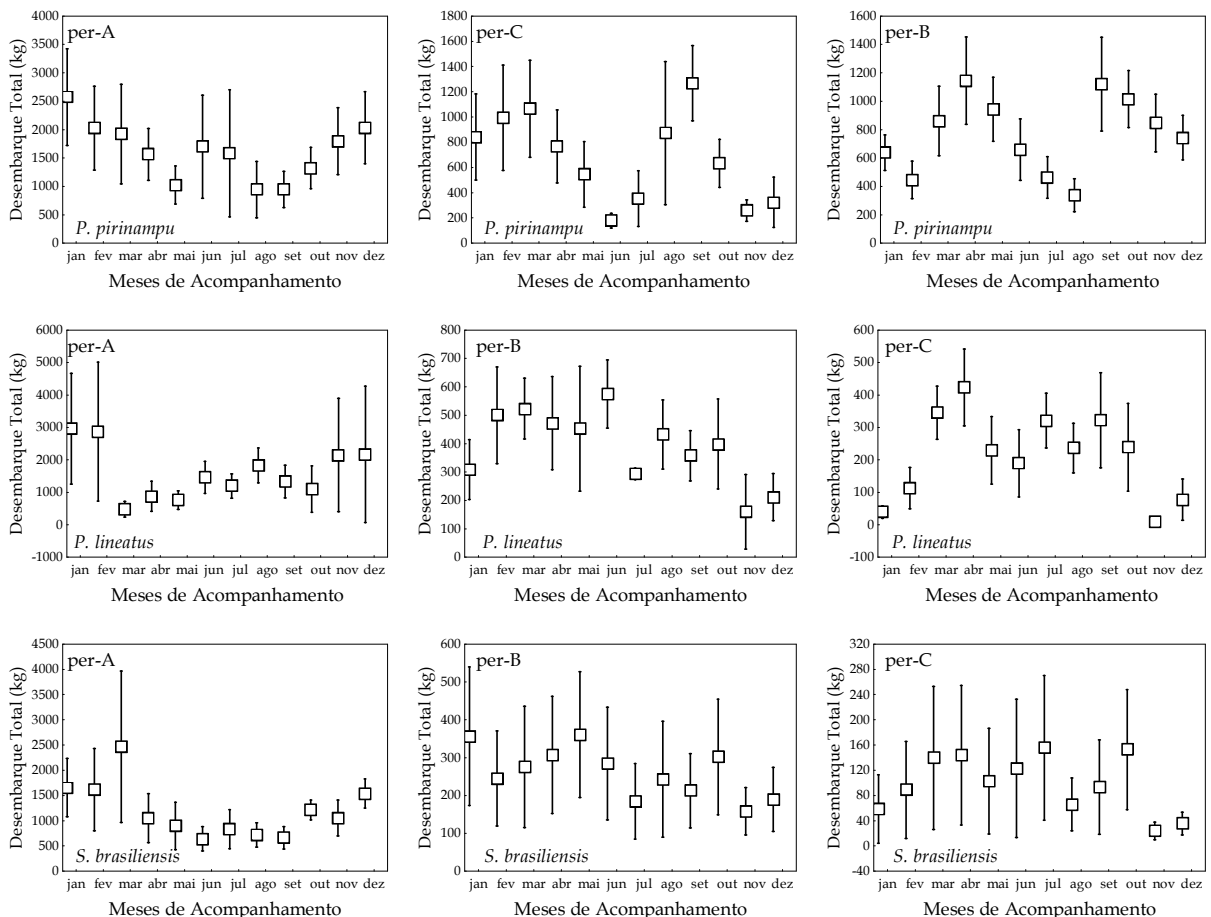 per-A
Desembarque Total (kg)
4000
3500
3000
2500
2000
1500
1000
500
0
P. pirinampu
jan fev mar abr mai jun jul ago set out nov dez
Meses de Acompanhamento
per-C
Desembarque Total (kg)
1800
1600
1400
1200
1000
800
600
400
200
0
P. pirinampu
jan fev mar abr mai jun jul ago set out nov dez
Meses de Acompanhamento
per-B
Desembarque Total (kg)
1600
1400
1200
1000
800
600
400
200
0
P. pirinampu
jan fev mar abr mai jun jul ago set out nov dez
Meses de Acompanhamento
per-A
Desembarque Total (kg)
6000
5000
4000
3000
2000
1000
0
-1000
P. lineatus
jan fev mar abr mai jun jul ago set out nov dez
Meses de Acompanhamento
per-B
Desembarque Total (kg)
800
700
600
500
400
300
200
100
0
P. lineatus
jan fev mar abr mai jun jul ago set out nov dez
Meses de Acompanhamento
per-C
Desembarque Total (kg)
600
500
400
300
200
100
0
-100
P. lineatus
jan fev mar abr mai jun jul ago set out nov dez
Meses de Acompanhamento
per-A
Desembarque Total (kg)
4500
4000
3500
3000
2500
2000
1500
1000
500
0
S. brasiliensis
jan fev mar abr mai jun jul ago set out nov dez
Meses de Acompanhamento
per-B
Desembarque Total (kg)
600
500
400
300
200
100
0
S. brasiliensis
jan fev mar abr mai jun jul ago set out nov dez
Meses de Acompanhamento
per-C
Desembarque Total (kg)
320
280
240
200
160
120
80
40
0
-40
S. brasiliensis
jan fev mar abr mai jun jul ago set out nov dez
Meses de Acompanhamento